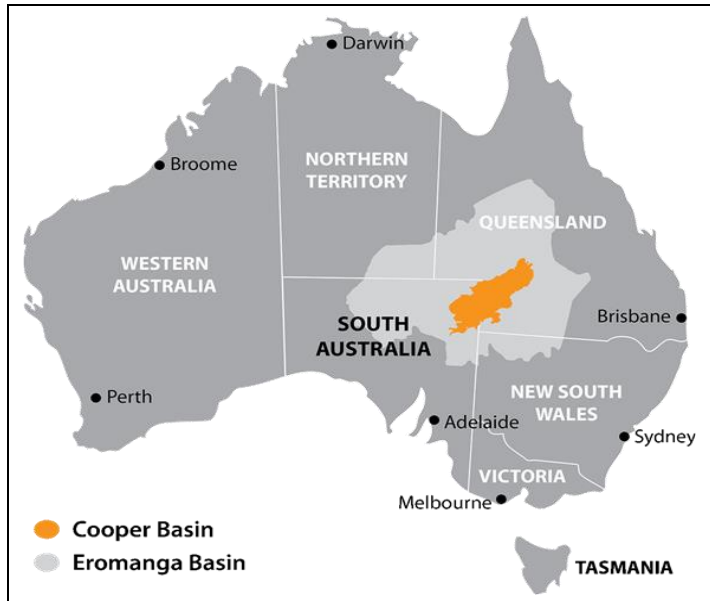 Darwin
Broome
NORTHERN
TERRITORY
QUEENSLAND
WESTERN
AUSTRALIA
SOUTH
AUSTRALIA
Brisbane
Perth
NEW SOUTH
WALES
Adelaide
Sydney
VICTORIA
Melbourne
Cooper Basin
Eromanga Basin
TASMANIA